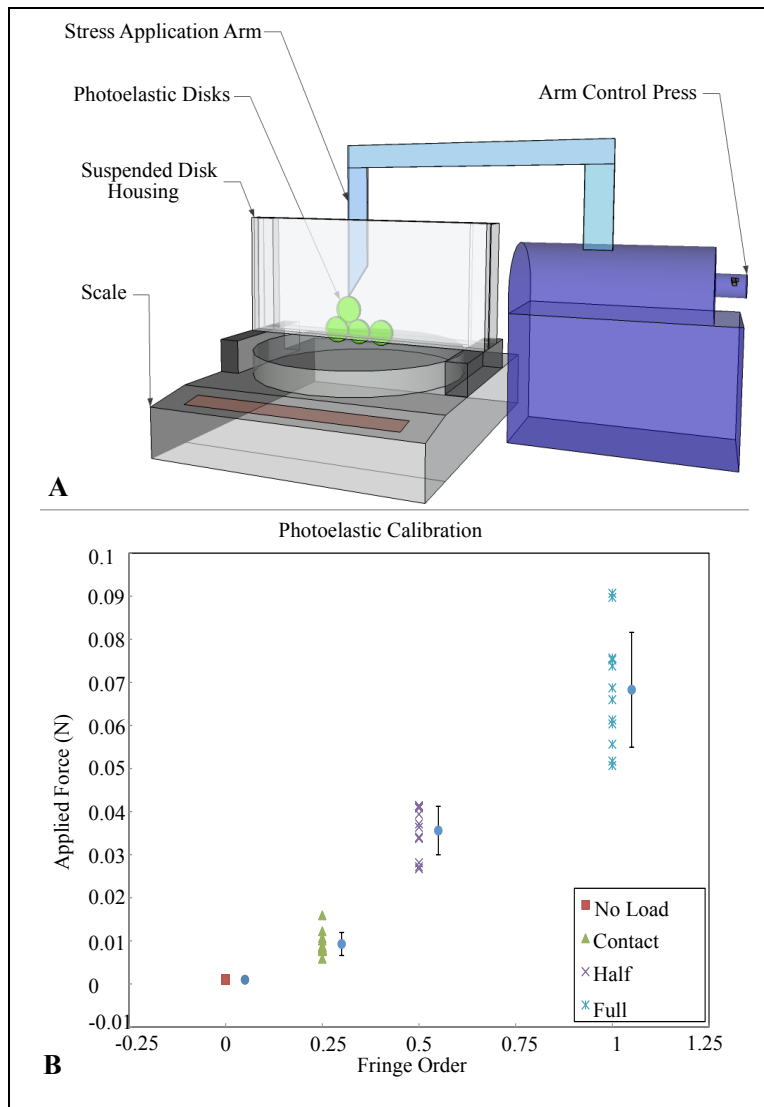 Stress Application Arm
Photoelastic Disks
Arm Control Press
Suspended Disk
Housing
Scale
A
Photoelastic Calibration
0.1
0.09
0.08
0.07
0.06
0.05
0.04
0.03
0.01
0
-0.01
Applied Force (N)
No Load
Contact
Half
Full
-0.25
0
0.25
0.5
0.75
1
1.25
Fringe Order
B